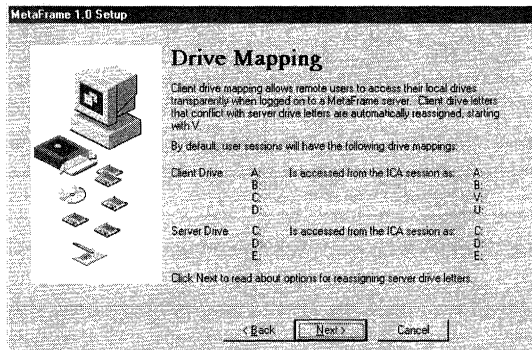 MetaFrame 1.0 Setup
Drive Mapping
Client drive mapping allows remote users to access their local drives
transparently when logged on to a MetaFrame server. Client drive letters
that conflict with server drive letters are automatically reassigned, starting
with V.
By default, user sessions will have the following drive mappings:
Client Drive A: Is accessed from the ICA session as: A:
B: B:
C: V:
D: U:
Server Drive C: Is accessed from the ICA session as: C:
D: D:
E: E:
Click Next to read about options for reassigning server drive letters.
< Back Next > Cancel